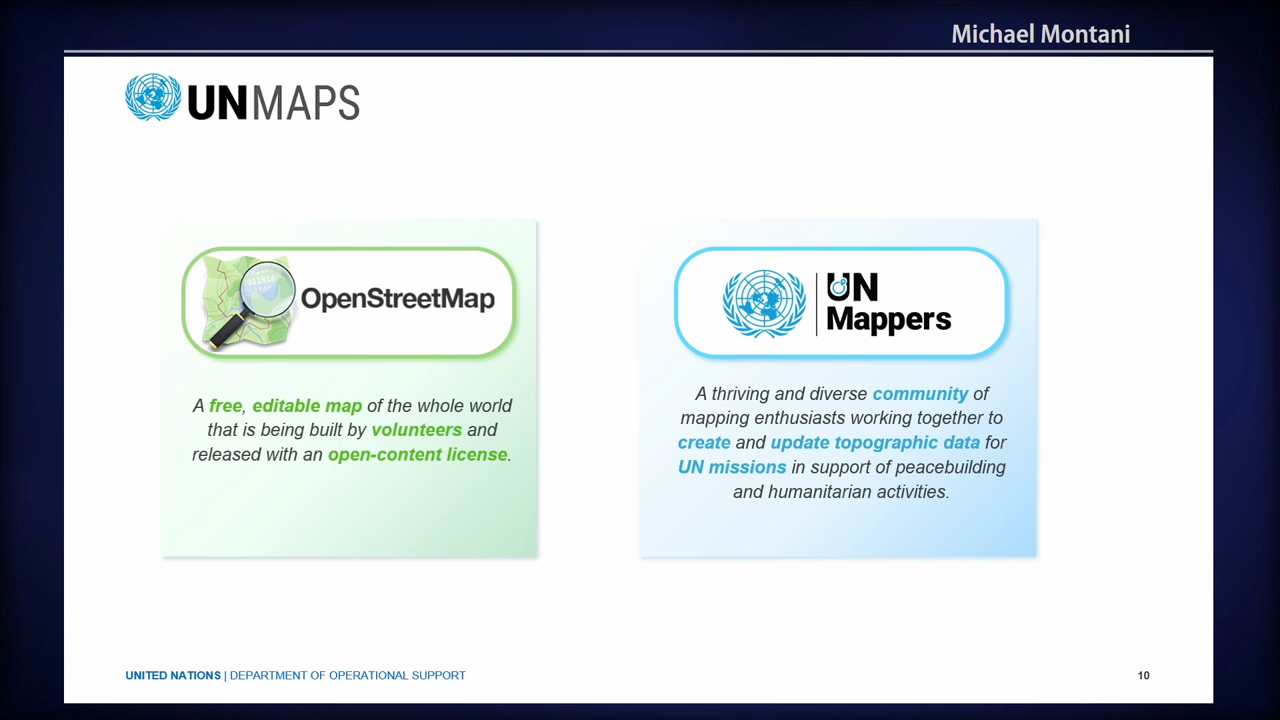 Michael Montani
UNMAPS
OpenStreetMap
A free, editable map of the whole world
that is being built by volunteers and
released with an open-content license.
UN
Mappers
A thriving and diverse community of
mapping enthusiasts working together to
create and update topographic data for
UN missions in support of peacebuilding
and humanitarian activities.
UNITED NATIONS | DEPARTMENT OF OPERATIONAL SUPPORT
10